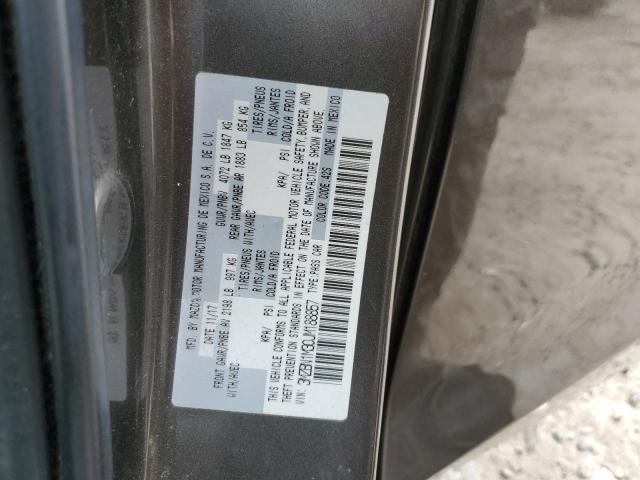 MFD BY MAZDA MOTOR MANUFACTURING DE MEXICO S.A. DE C.V.
DATE 11/17 GVWR/PNBV 4072 LB 1847 KG
FRONT GAWR/PNBE AV 2198 LB 997 KG REAR GAWR/PNBE AR 1883 LB 854 KG
WITH/AVEC TIRES/PNEUS WITH/AVEC TIRES/PNEUS
RIMS/JANTES RIMS/JANTES
KPA/ PSI COLD/A FROID KPA/ PSI COLD/A FROID
THIS VEHICLE CONFORMS TO ALL APPLICABLE FEDERAL MOTOR VEHICLE SAFETY, BUMPER, AND
THEFT PREVENTION STANDARDS IN EFFECT ON THE DATE OF MANUFACTURE SHOWN ABOVE.
VIN: 3MZBN1M39JM188657 TYPE:PASS CAR COLOR CODE:42S MADE IN MEXICO